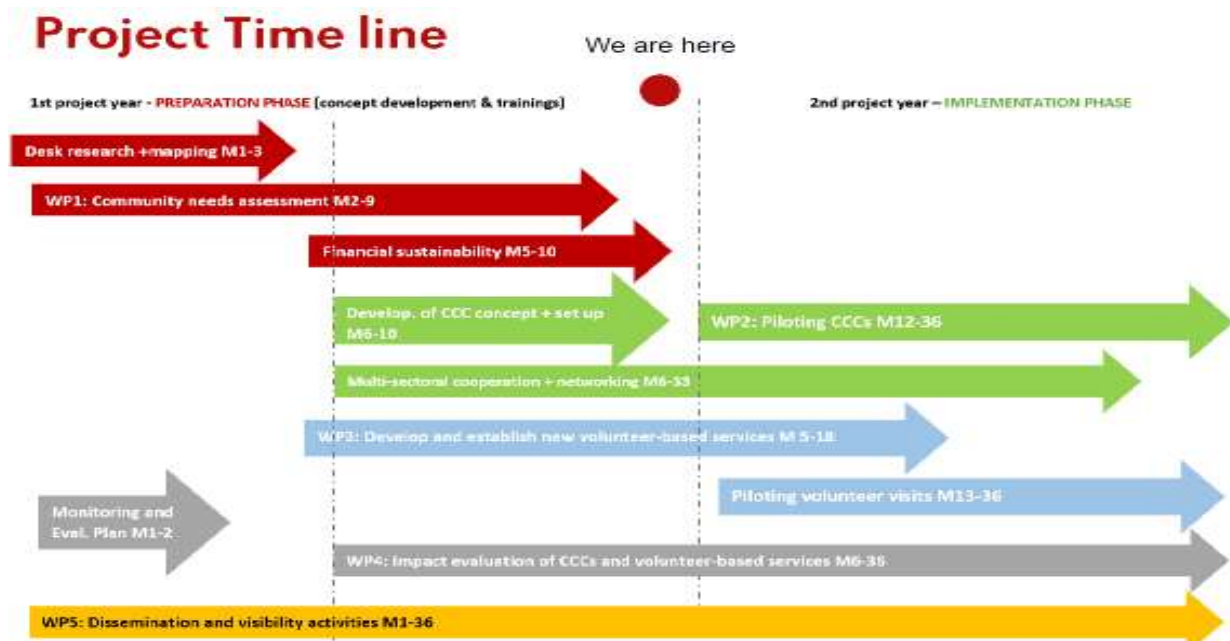 Project Time line
We are here
1st project year - PREPARATION PHASE [concept development & trainings]
2nd project year – IMPLEMENTATION PHASE
Desk research +mapping M1-3
WP1: Community needs assessment M2-9
Financial sustainability M5-10
Develop. of CCC concept + set up
M6-10
WP2: Piloting CCCs M12-36
Multi-sectoral cooperation + networking M6-33
WP3: Develop and establish new volunteer-based services M 5-18
Piloting volunteer visits M13-36
Monitoring and
Eval. Plan M1-2
WP4: Impact evaluation of CCCs and volunteer-based services M6-36
WP5: Dissemination and visibility activities M1-36